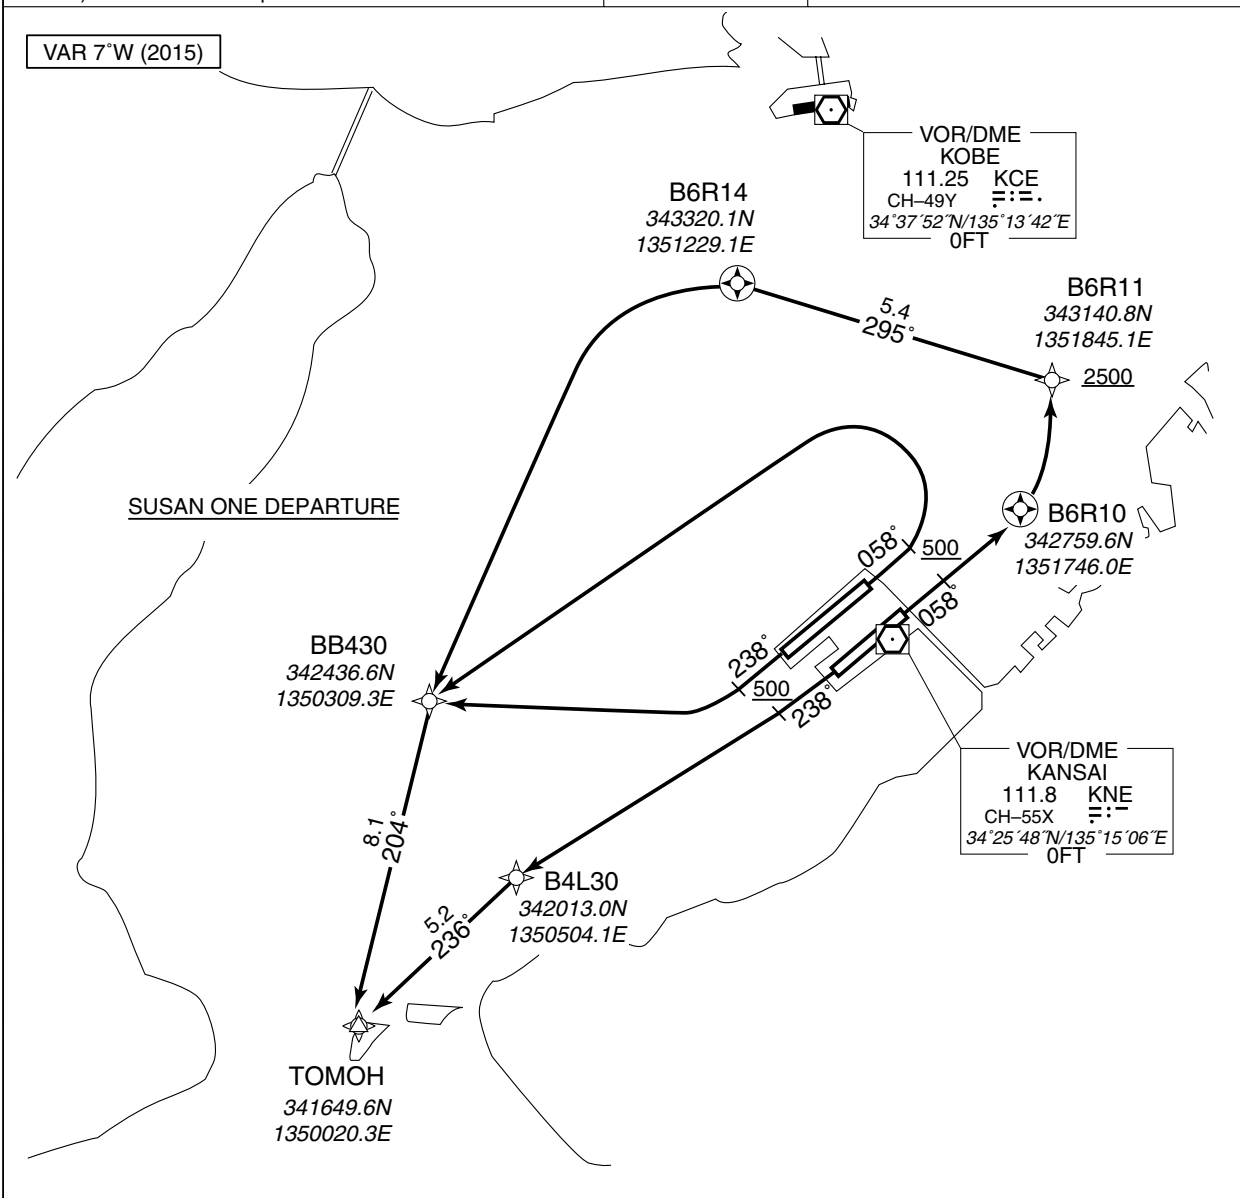 VAR 7°W (2015)
VOR/DME
KOBE
111.25 KCE
CH–49Y
34°37´52˝N/135°13´42˝E
0FT
B6R14
343320.1N
1351229.1E
B6R11
343140.8N
1351845.1E
2500
5.4
295°
SUSAN ONE DEPARTURE
B6R10
342759.6N
1351746.0E
058°
500
058°
BB430
342436.6N
1350309.3E
238°
500
238°
VOR/DME
KANSAI
111.8 KNE
CH–55X
34°25´48˝N/135°15´06˝E
0FT
8.1
204°
B4L30
342013.0N
1350504.1E
5.2
236°
TOMOH
341649.6N
1350020.3E